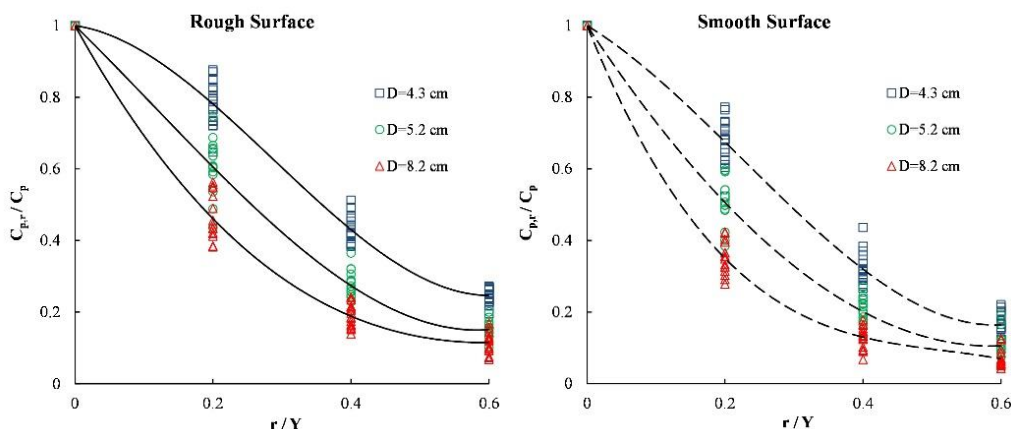 Rough Surface
1
0.8
0.6
0.4
0.2
0
0
0.2
0.4
0.6
C_p,r / C_p
r / Y
D=4.3 cm
D=5.2 cm
D=8.2 cm
Smooth Surface
1
0.8
0.6
0.4
0.2
0
0
0.2
0.4
0.6
C_p,r / C_p
r / Y
D=4.3 cm
D=5.2 cm
D=8.2 cm